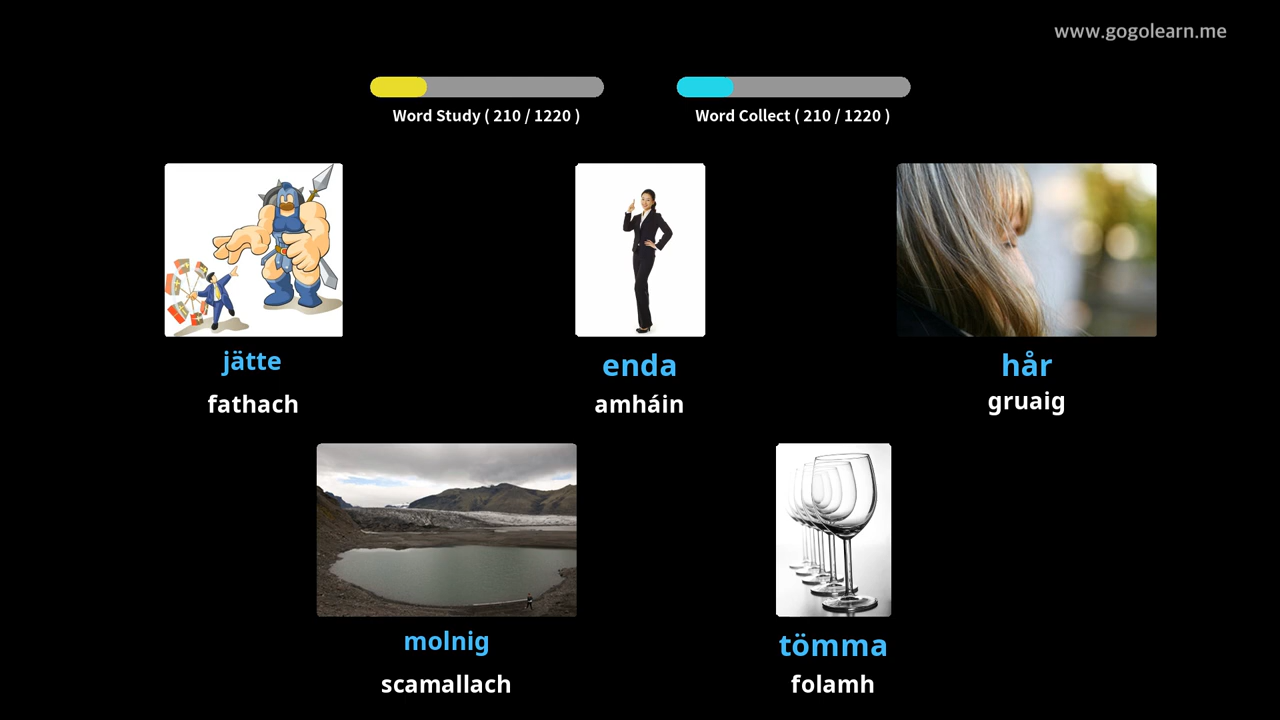 www.gogolearn.me
Word Study ( 210 / 1220 )
Word Collect ( 210 / 1220 )
jätte
fathach
enda
amháin
hår
gruaig
molnig
scamallach
tömma
folamh